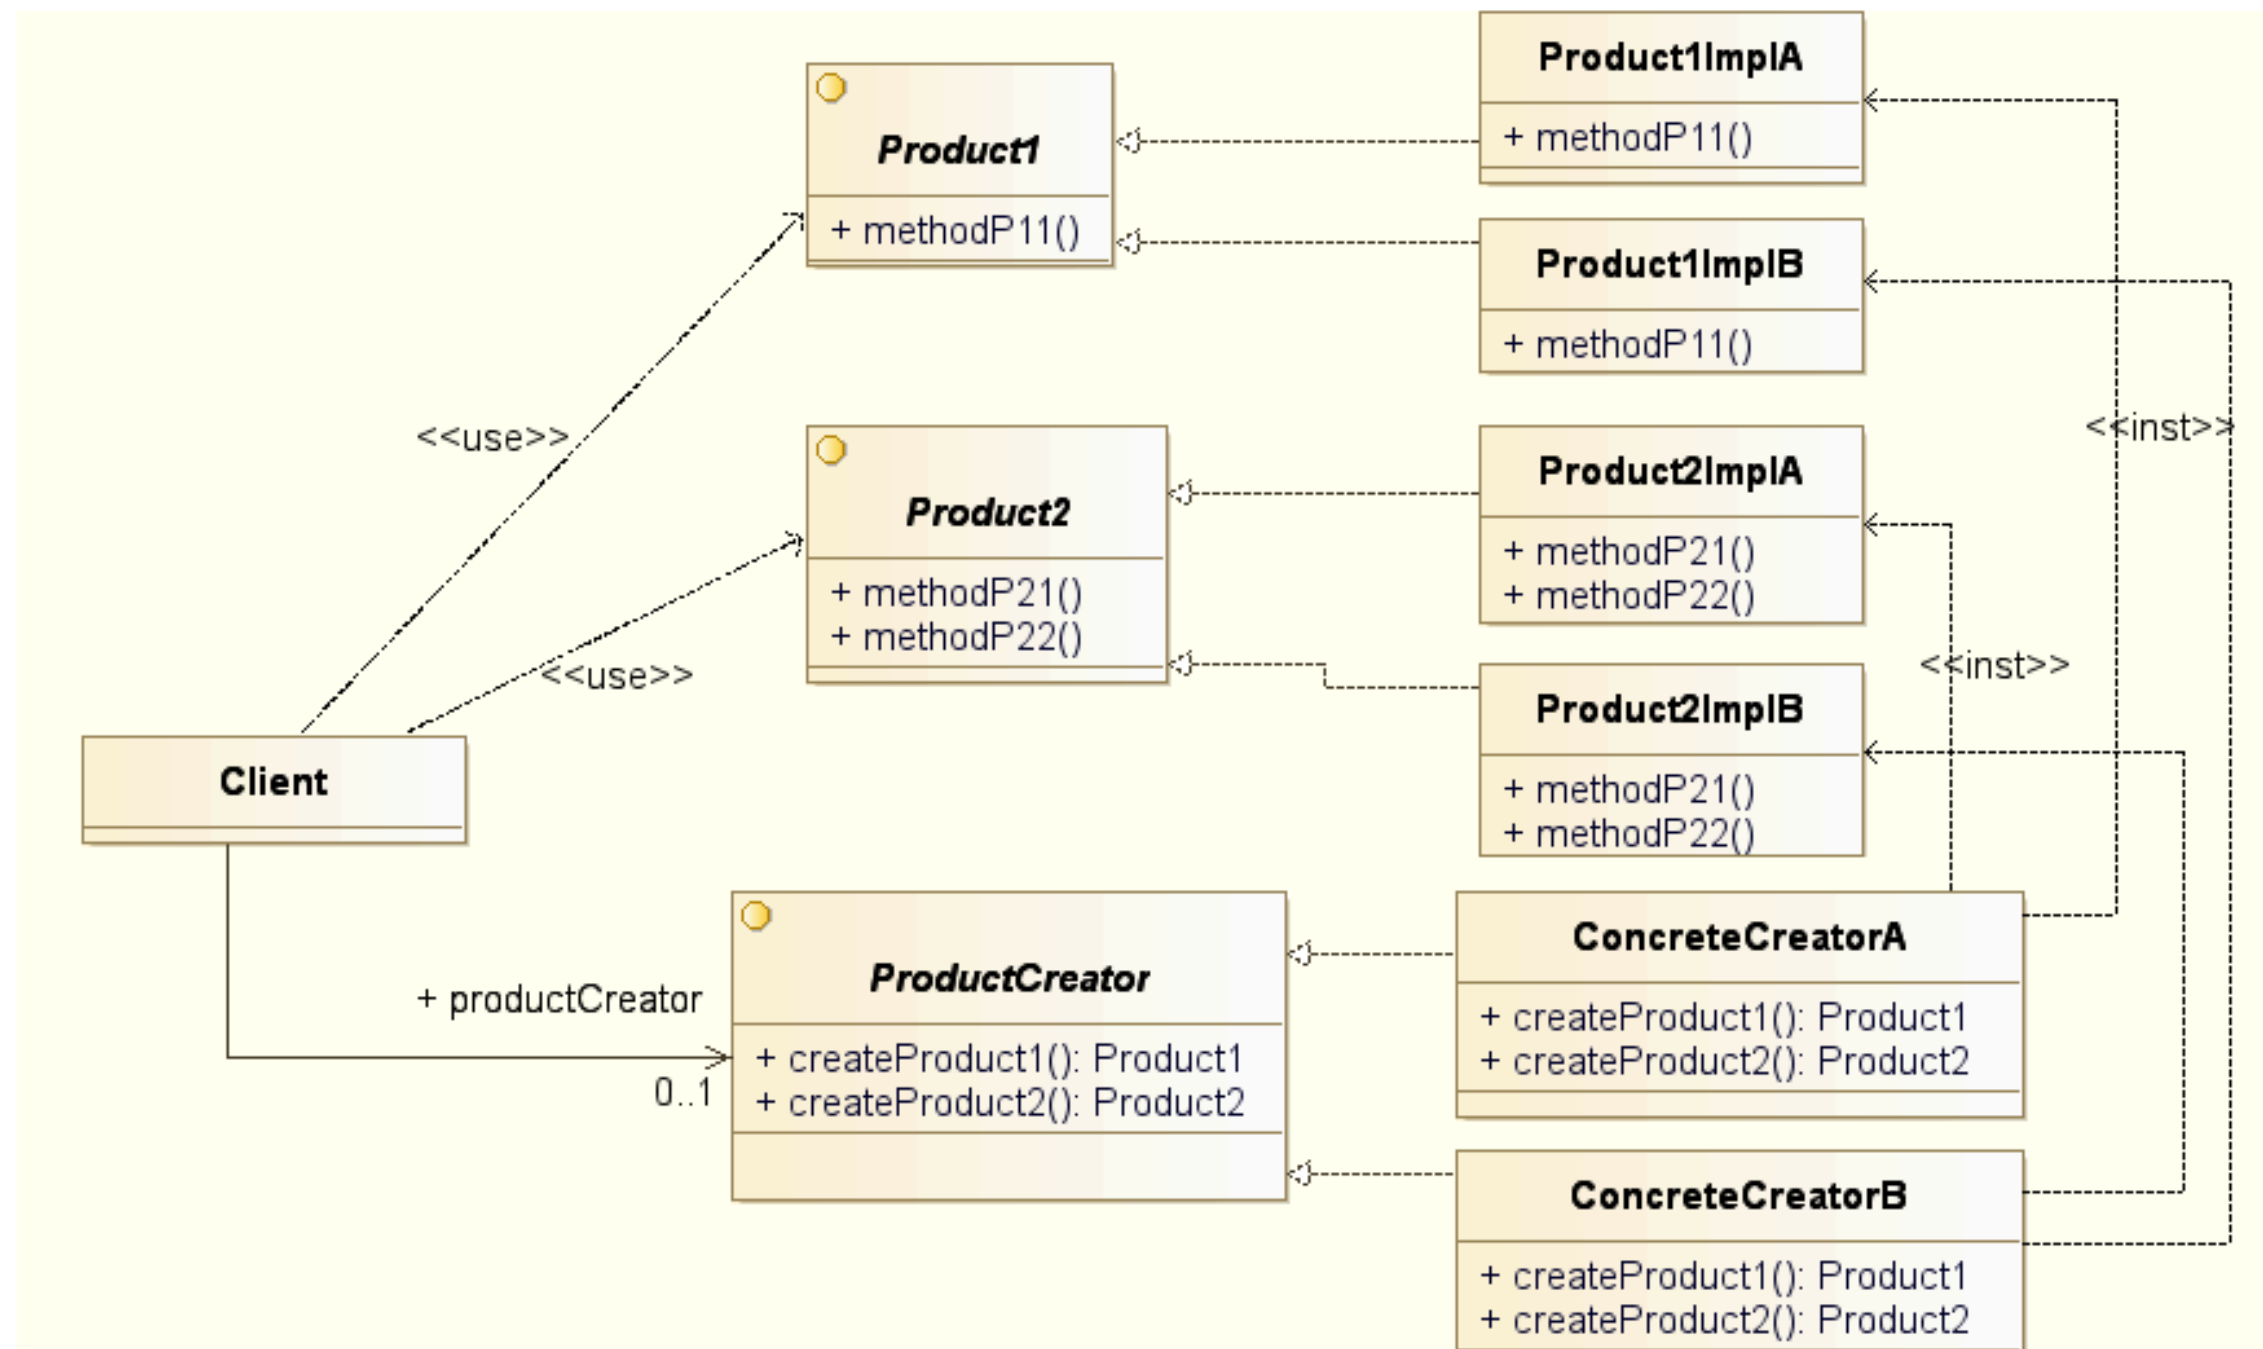 Product1ImplA
+ methodP11()
Product1
+ methodP11()
Product1ImplB
+ methodP11()
<<use>>
<<inst>>
Product2
+ methodP21()
+ methodP22()
Product2ImplA
+ methodP21()
+ methodP22()
<<use>>
<<inst>>
Product2ImplB
+ methodP21()
+ methodP22()
Client
+ productCreator
0..1
ProductCreator
+ createProduct1(): Product1
+ createProduct2(): Product2
ConcreteCreatorA
+ createProduct1(): Product1
+ createProduct2(): Product2
ConcreteCreatorB
+ createProduct1(): Product1
+ createProduct2(): Product2